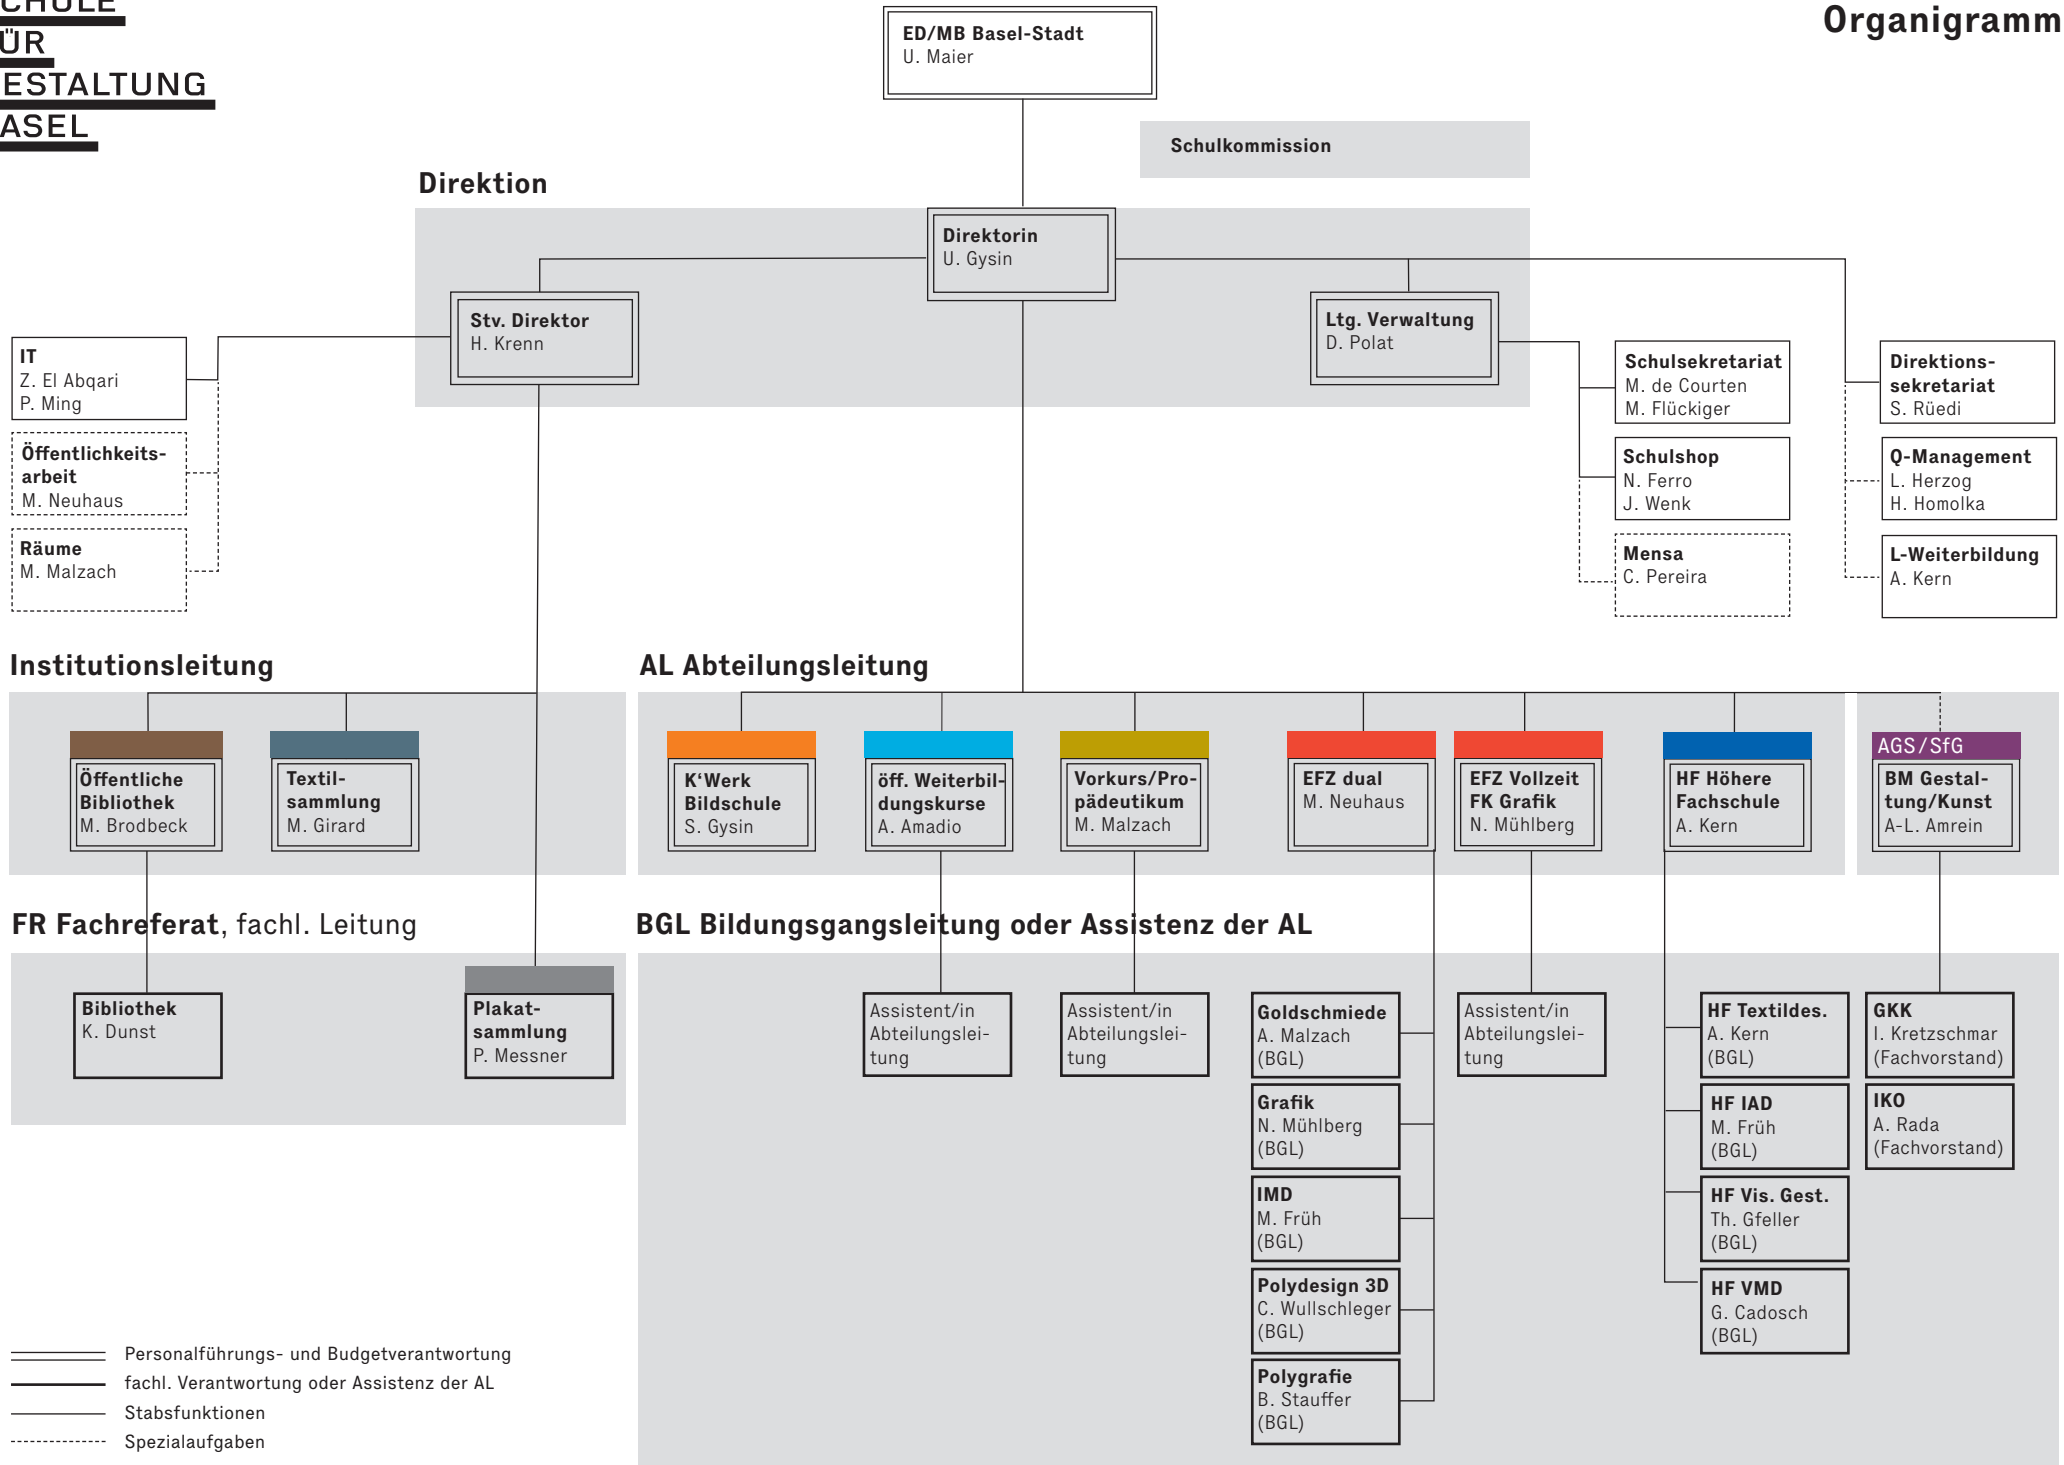 CHULE
ÜR
ESTALTUNG
ASEL
Organigramm
ED/MB Basel-Stadt
U. Maier
Schulkommission
Direktion
Direktorin
U. Gysin
Stv. Direktor
H. Krenn
Ltg. Verwaltung
D. Polat
IT
Z. El Abqari
P. Ming
Öffentlichkeits-
arbeit
M. Neuhaus
Räume
M. Malzach
Schulsekretariat
M. de Courten
M. Flückiger
Schulshop
N. Ferro
J. Wenk
Mensa
C. Pereira
Direktions-
sekretariat
S. Rüedi
Q-Management
L. Herzog
H. Homolka
L-Weiterbildung
A. Kern
Institutionsleitung
Öffentliche
Bibliothek
M. Brodbeck
Textil-
sammlung
M. Girard
AL Abteilungsleitung
K‘Werk
Bildschule
S. Gysin
öff. Weiterbil-
dungskurse
A. Amadio
Vorkurs/Pro-
pädeutikum
M. Malzach
EFZ dual
M. Neuhaus
EFZ Vollzeit
FK Grafik
N. Mühlberg
HF Höhere
Fachschule
A. Kern
AGS/SfG
BM Gestal-
tung/Kunst
A-L. Amrein
FR Fachreferat, fachl. Leitung
Bibliothek
K. Dunst
Plakat-
sammlung
P. Messner
BGL Bildungsgangsleitung oder Assistenz der AL
Assistent/in
Abteilungslei-
tung
Assistent/in
Abteilungslei-
tung
Goldschmiede
A. Malzach
(BGL)
Grafik
N. Mühlberg
(BGL)
IMD
M. Früh
(BGL)
Polydesign 3D
C. Wullschleger
(BGL)
Polygrafie
B. Stauffer
(BGL)
Assistent/in
Abteilungslei-
tung
HF Textildes.
A. Kern
(BGL)
HF IAD
M. Früh
(BGL)
HF Vis. Gest.
Th. Gfeller
(BGL)
HF VMD
G. Cadosch
(BGL)
GKK
I. Kretzschmar
(Fachvorstand)
IKO
A. Rada
(Fachvorstand)
Personalführungs- und Budgetverantwortung
fachl. Verantwortung oder Assistenz der AL
Stabsfunktionen
Spezialaufgaben